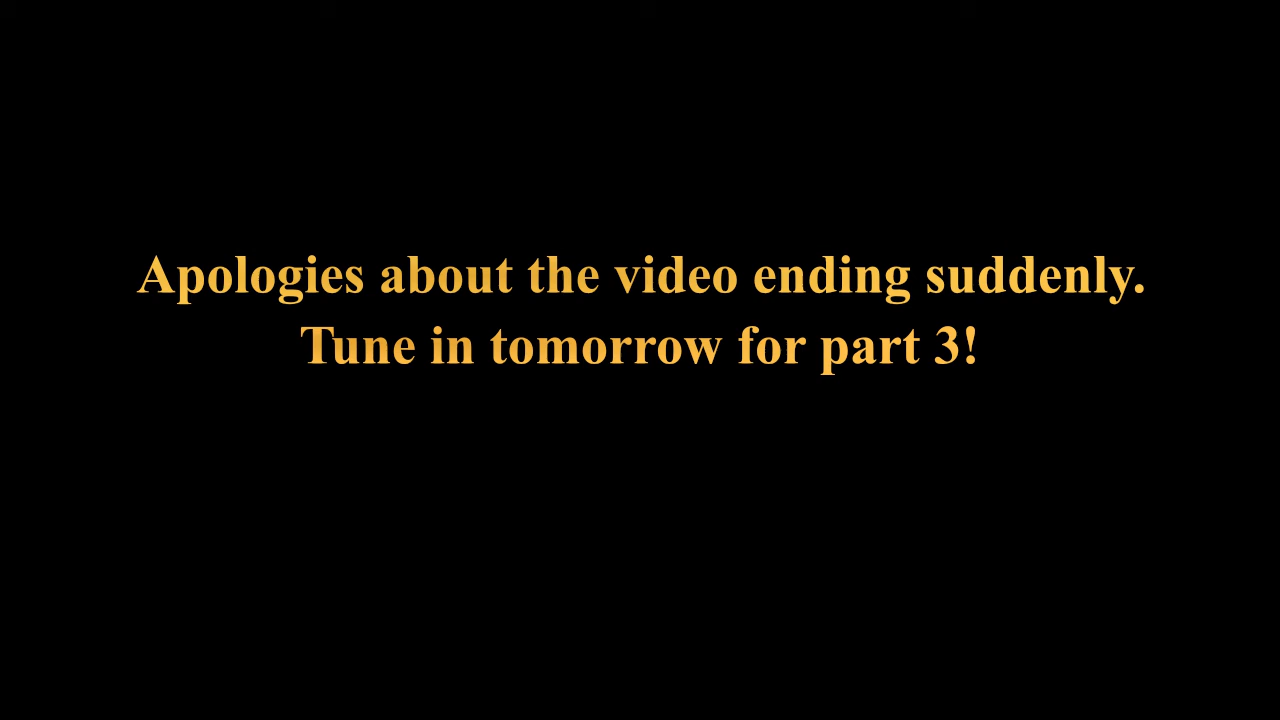 Apologies about the video ending suddenly.
Tune in tomorrow for part 3!